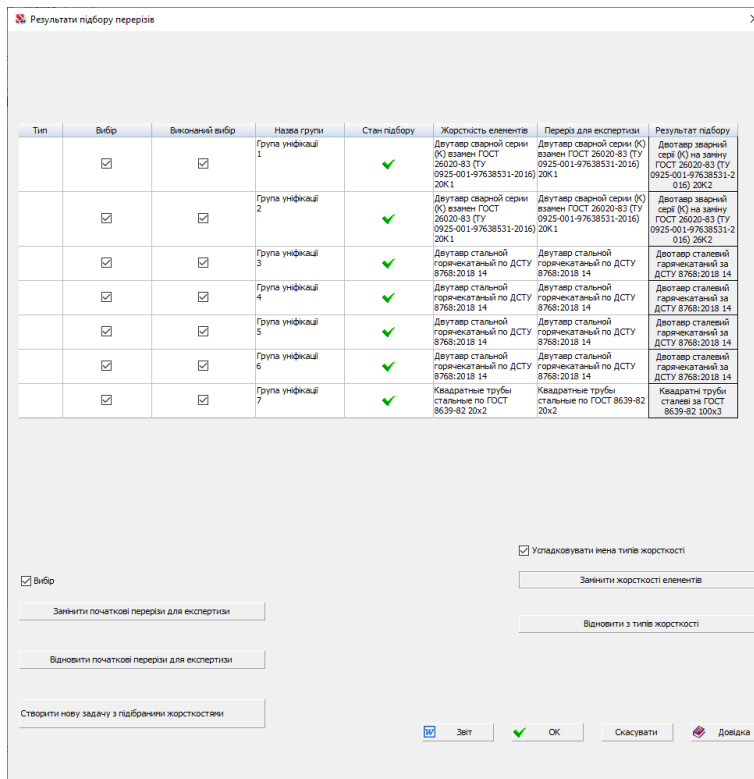 Результати підбору перерізів
Тип Вибір Виконаний вибір Назва групи Стан підбору Жорсткість елементів Переріз для експертизи Результат підбору
Група уніфікації
1
Двутавр сварной серии
(К) взамен ГОСТ
26020-83 (ТУ
0925-001-97638531-2016)
20К1
Двутавр сварной серии (К)
взамен ГОСТ 26020-83 (ТУ
0925-001-97638531-2016)
20К1
Двотавр зварний
серії (К) на заміну
ГОСТ 26020-83 (ТУ
0925-001-97638531-2
016) 20К2
Група уніфікації
2
Двутавр сварной серии
(К) взамен ГОСТ
26020-83 (ТУ
0925-001-97638531-2016)
20К1
Двутавр сварной серии (К)
взамен ГОСТ 26020-83 (ТУ
0925-001-97638531-2016)
20К1
Двотавр зварний
серії (К) на заміну
ГОСТ 26020-83 (ТУ
0925-001-97638531-2
016) 26К2
Група уніфікації
3
Двутавр стальной
горячекатаный по ДСТУ
8768:2018 14
Двутавр стальной
горячекатаный по ДСТУ
8768:2018 14
Двотавр сталевий
гарячекатаний за
ДСТУ 8768:2018 14
Група уніфікації
4
Двутавр стальной
горячекатаный по ДСТУ
8768:2018 14
Двутавр стальной
горячекатаный по ДСТУ
8768:2018 14
Двотавр сталевий
гарячекатаний за
ДСТУ 8768:2018 14
Група уніфікації
5
Двутавр стальной
горячекатаный по ДСТУ
8768:2018 14
Двутавр стальной
горячекатаный по ДСТУ
8768:2018 14
Двотавр сталевий
гарячекатаний за
ДСТУ 8768:2018 14
Група уніфікації
6
Двутавр стальной
горячекатаный по ДСТУ
8768:2018 14
Двутавр стальной
горячекатаный по ДСТУ
8768:2018 14
Двотавр сталевий
гарячекатаний за
ДСТУ 8768:2018 14
Група уніфікації
7
Квадратные трубы
стальные по ГОСТ
8639-82 20x2
Квадратные трубы
стальные по ГОСТ 8639-82
20x2
Квадратні труби
сталеві за ГОСТ
8639-82 100x3
Успадковувати імена типів жорсткості
Вибір
Замінити жорсткості елементів
Замінити початкові перерізи для експертизи
Відновити з типів жорсткості
Відновити початкові перерізи для експертизи
Створити нову задачу з підібраними жорсткостями
W Звіт OK Скасувати Довідка